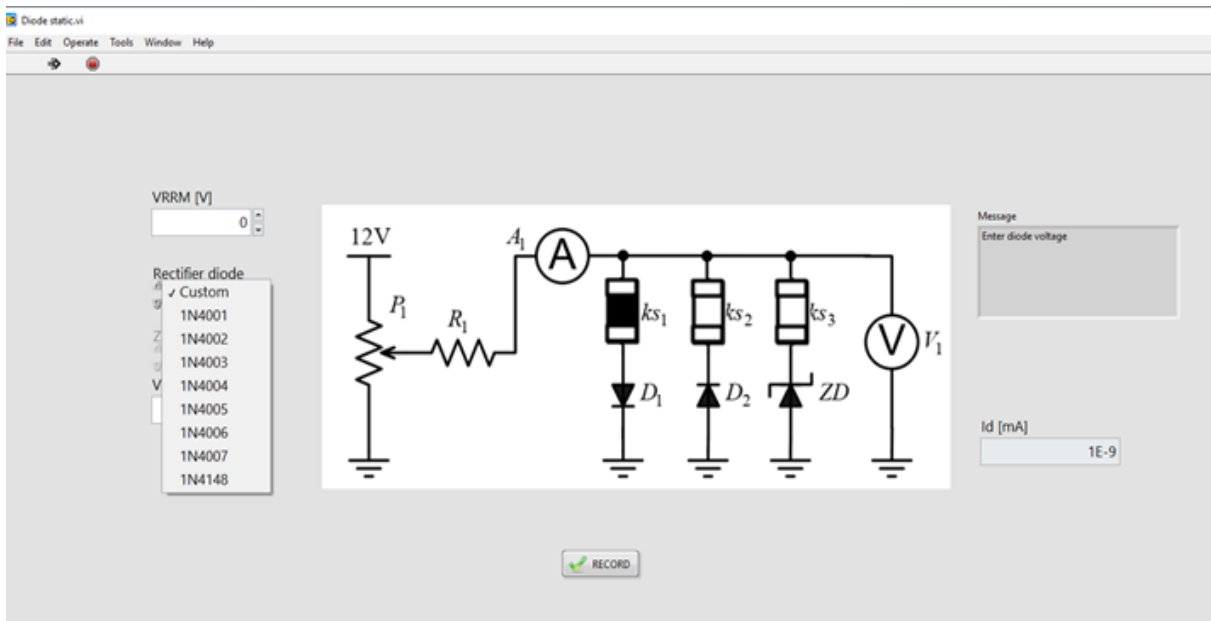 Diode static.vi
File Edit Operate Tools Window Help
VRRM [V]
0
Rectifier diode
✓ Custom
1N4001
1N4002
1N4003
1N4004
1N4005
1N4006
1N4007
1N4148
Z
V
12V
P1
R1
A1
A
ks1
ks2
ks3
D1
D2
ZD
V
V1
Message
Enter diode voltage
Id [mA]
1E-9
RECORD